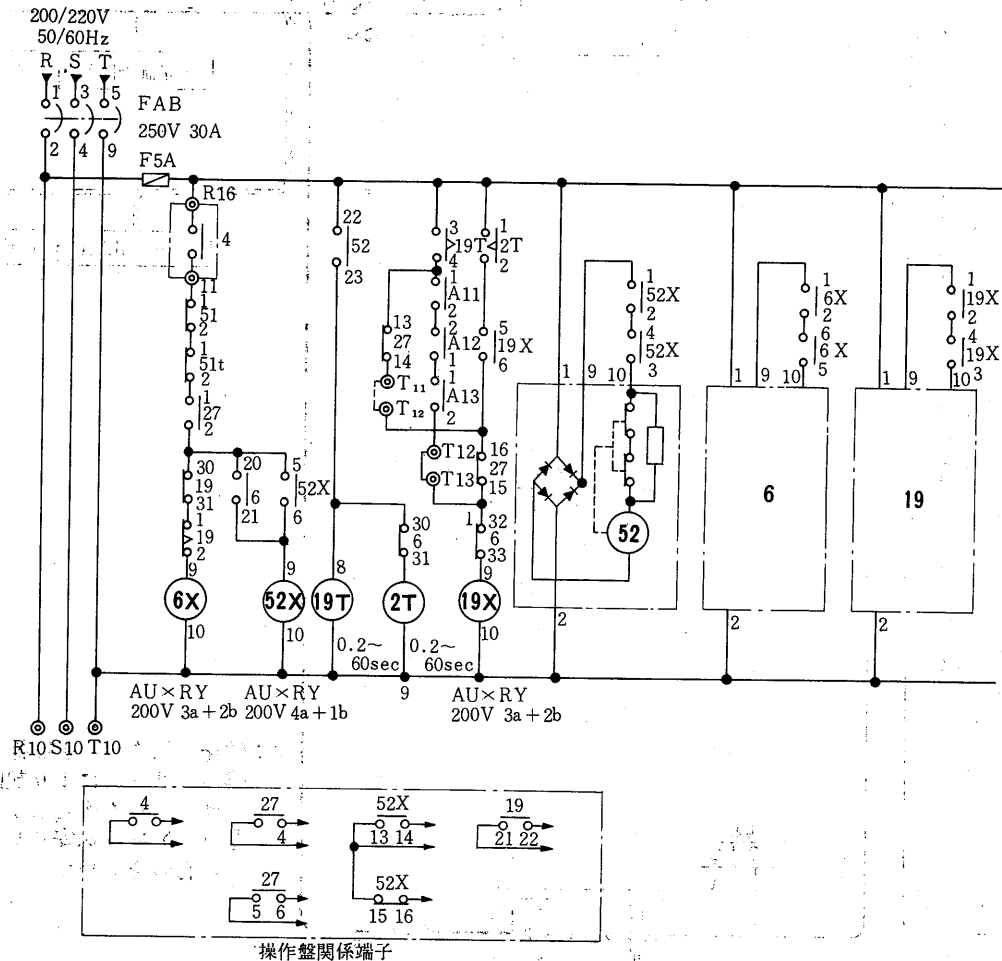 200/220V
50/60Hz
R S T
1 3 5
FAB
250V 30A
2 4 9
F5A
R16
4
11
1
51
2
1
51t
2
1
27
2
30
19
31
1
19
2
9
6X
10
20
6
21
5
52X
6
9
52X
10
22
52
23
8
19T
0.2~
60sec
13
27
14
T11
T12
3
19T
4
1
A11
2
2
A12
1
1
A13
2
T12
T13
30
6
31
2T
0.2~
60sec
9
1
2T
2
5
19X
6
16
27
15
1
32
6
33
9
19X
10
1 9 10
1
52X
2
4
52X
3
52
2
1 9 10
1
6X
2
6
6X
5
6
2
1 9 10
1
19X
2
4
19X
3
19
2
AU×RY
200V 3a+2b
AU×RY
200V 4a+1b
AU×RY
200V 3a+2b
R10 S10 T10
4
27
4
52X
13 14
19
21 22
27
5 6
52X
15 16
操作盤関係端子